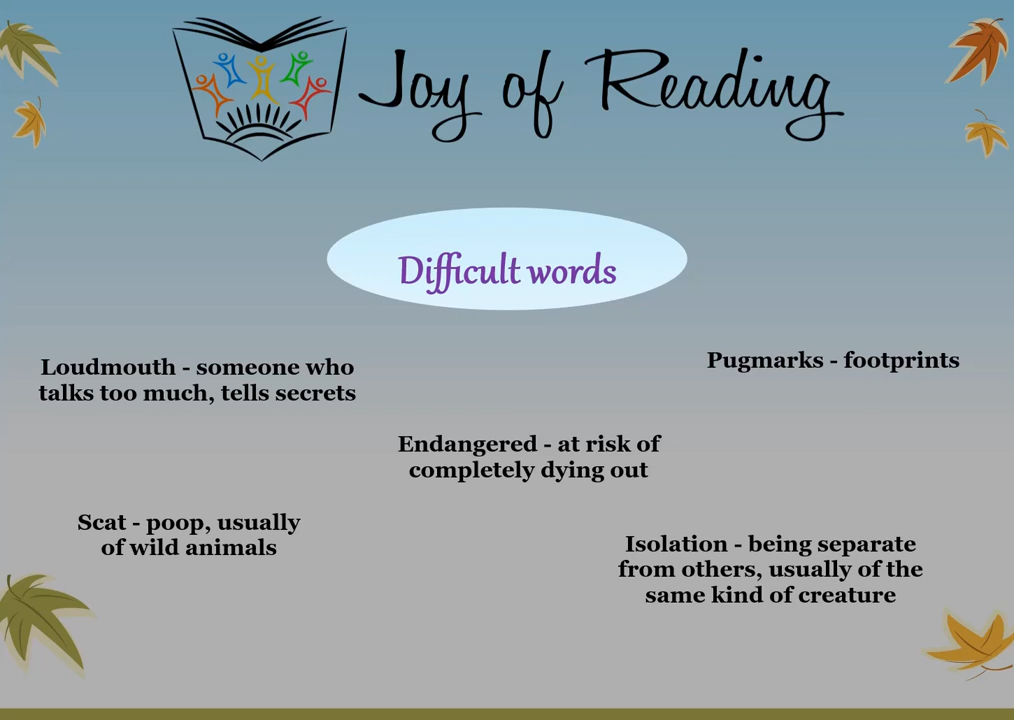 Joy of Reading
Difficult words
Loudmouth - someone who
talks too much, tells secrets
Pugmarks - footprints
Endangered - at risk of
completely dying out
Scat - poop, usually
of wild animals
Isolation - being separate
from others, usually of the
same kind of creature